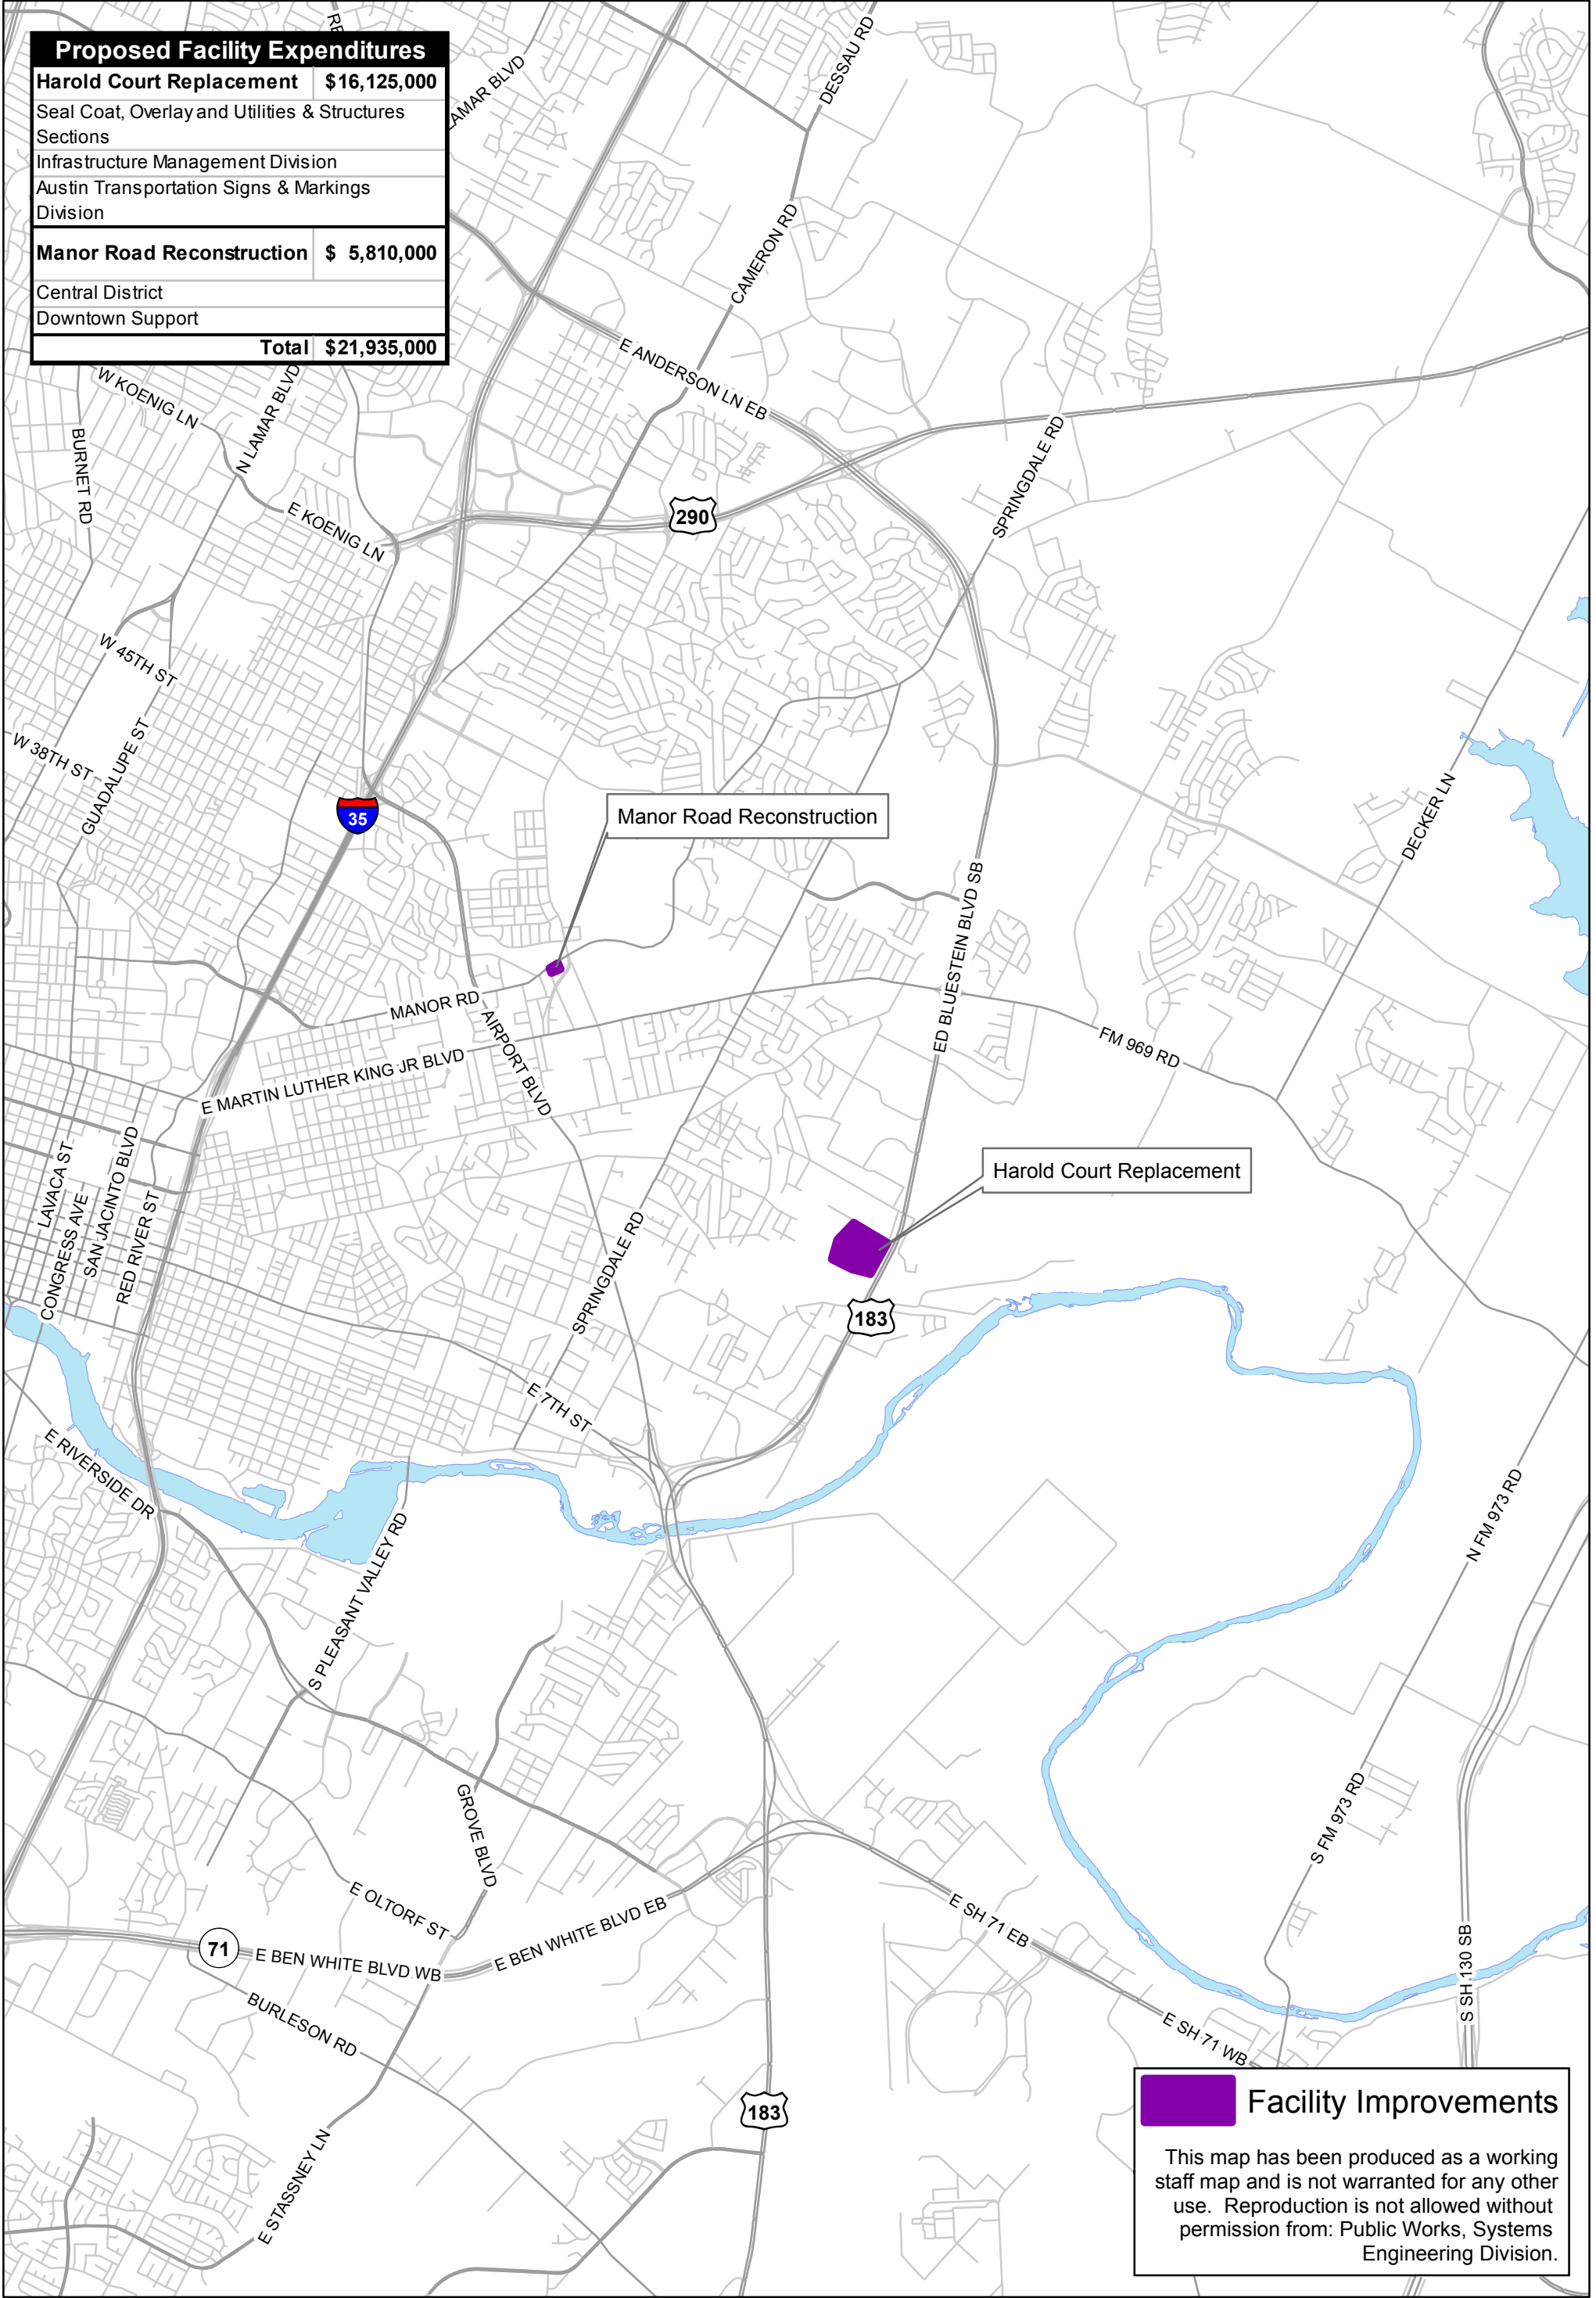 Proposed Facility Expenditures
Harold Court Replacement $16,125,000
Seal Coat, Overlay and Utilities & Structures
Sections
Infrastructure Management Division
Austin Transportation Signs & Markings
Division
Manor Road Reconstruction $ 5,810,000
Central District
Downtown Support
Total $21,935,000
LAMAR BLVD
DESSAU RD
CAMERON RD
E ANDERSON LN EB
W KOENIG LN
N LAMAR BLVD
BURNET RD
E KOENIG LN
290
SPRINGDALE RD
W 45TH ST
W 38TH ST
GUADALUPE ST
35
Manor Road Reconstruction
DECKER LN
ED BLUESTEIN BLVD SB
MANOR RD
AIRPORT BLVD
FM 969 RD
E MARTIN LUTHER KING JR BLVD
LAVACA ST
CONGRESS AVE
SAN JACINTO BLVD
RED RIVER ST
Harold Court Replacement
SPRINGDALE RD
183
E 7TH ST
E RIVERSIDE DR
S PLEASANT VALLEY RD
N FM 973 RD
S FM 973 RD
GROVE BLVD
E OLTORF ST
71
E BEN WHITE BLVD WB
E BEN WHITE BLVD EB
E SH 71 EB
S SH 130 SB
BURLESON RD
E SH 71 WB
183
E STASSNEY LN
Facility Improvements
This map has been produced as a working
staff map and is not warranted for any other
use. Reproduction is not allowed without
permission from: Public Works, Systems
Engineering Division.